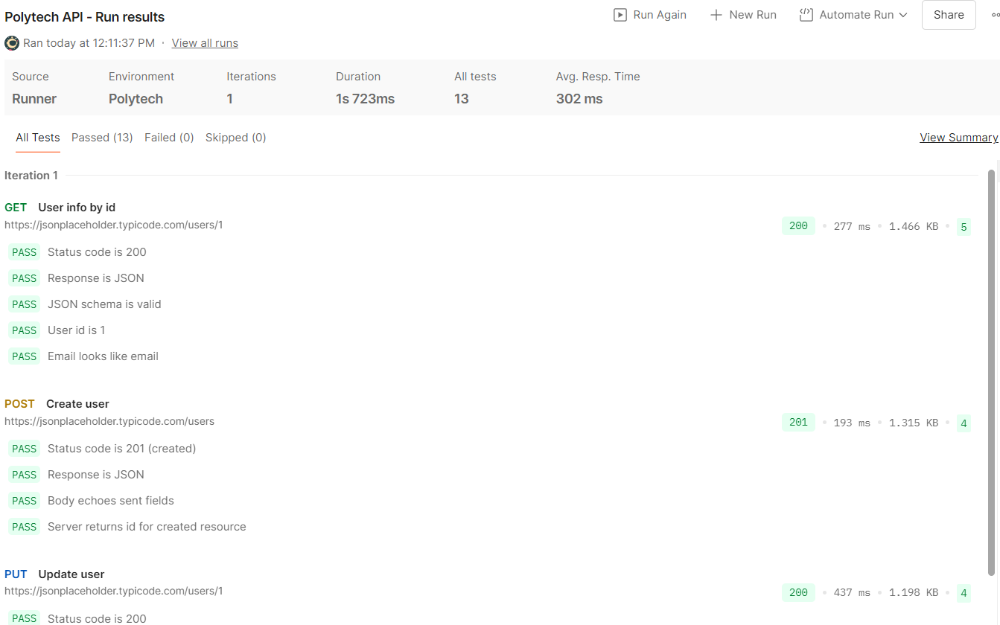 Polytech API - Run results
Run Again
New Run
Automate Run
Share
Ran today at 12:11:37 PM · View all runs
Source Environment Iterations Duration All tests Avg. Resp. Time
Runner Polytech 1 1s 723ms 13 302 ms
All Tests Passed (13) Failed (0) Skipped (0) View Summary
Iteration 1
GET User info by id
https://jsonplaceholder.typicode.com/users/1 200 • 277 ms • 1.466 KB • 5
PASS Status code is 200
PASS Response is JSON
PASS JSON schema is valid
PASS User id is 1
PASS Email looks like email
POST Create user
https://jsonplaceholder.typicode.com/users 201 • 193 ms • 1.315 KB • 4
PASS Status code is 201 (created)
PASS Response is JSON
PASS Body echoes sent fields
PASS Server returns id for created resource
PUT Update user
https://jsonplaceholder.typicode.com/users/1 200 • 437 ms • 1.198 KB • 4
PASS Status code is 200